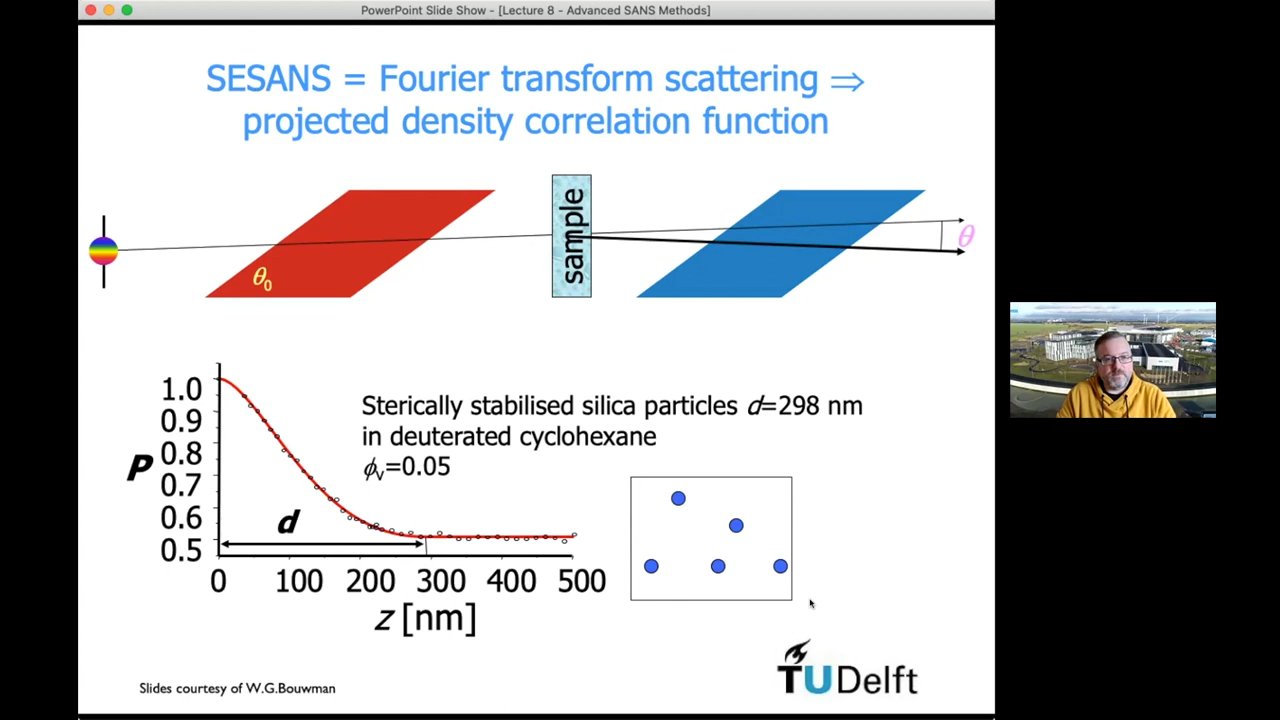 PowerPoint Slide Show - [Lecture 8 - Advanced SANS Methods]
SESANS = Fourier transform scattering ⇒
projected density correlation function
sample
θ
θ₀
1.0
0.9
0.8
0.7
0.6
0.5
P
d
0 100 200 300 400 500
z [nm]
Sterically stabilised silica particles d=298 nm
in deuterated cyclohexane
ϕᵥ=0.05
Slides courtesy of W.G.Bouwman
TUDelft